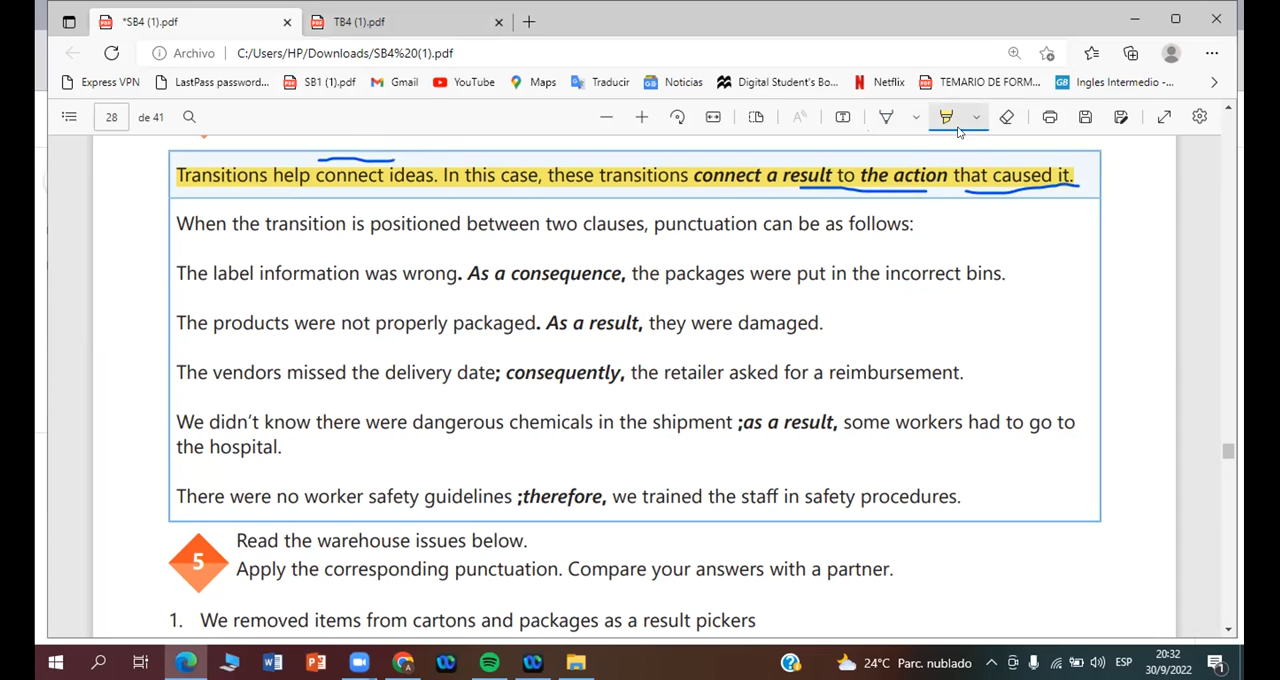 *SB4 (1).pdf
TB4 (1).pdf
Archivo
C:/Users/HP/Downloads/SB4%20(1).pdf
Express VPN
LastPass password...
SB1 (1).pdf
Gmail
YouTube
Maps
Traducir
Noticias
Digital Student's Bo...
Netflix
TEMARIO DE FORM...
Ingles Intermedio -...
28
de 41
Transitions help connect ideas. In this case, these transitions connect a result to the action that caused it.
When the transition is positioned between two clauses, punctuation can be as follows:
The label information was wrong. As a consequence, the packages were put in the incorrect bins.
The products were not properly packaged. As a result, they were damaged.
The vendors missed the delivery date; consequently, the retailer asked for a reimbursement.
We didn't know there were dangerous chemicals in the shipment ;as a result, some workers had to go to
the hospital.
There were no worker safety guidelines ;therefore, we trained the staff in safety procedures.
5
Read the warehouse issues below.
Apply the corresponding punctuation. Compare your answers with a partner.
1. We removed items from cartons and packages as a result pickers
24°C Parc. nublado
ESP
20:32
30/9/2022